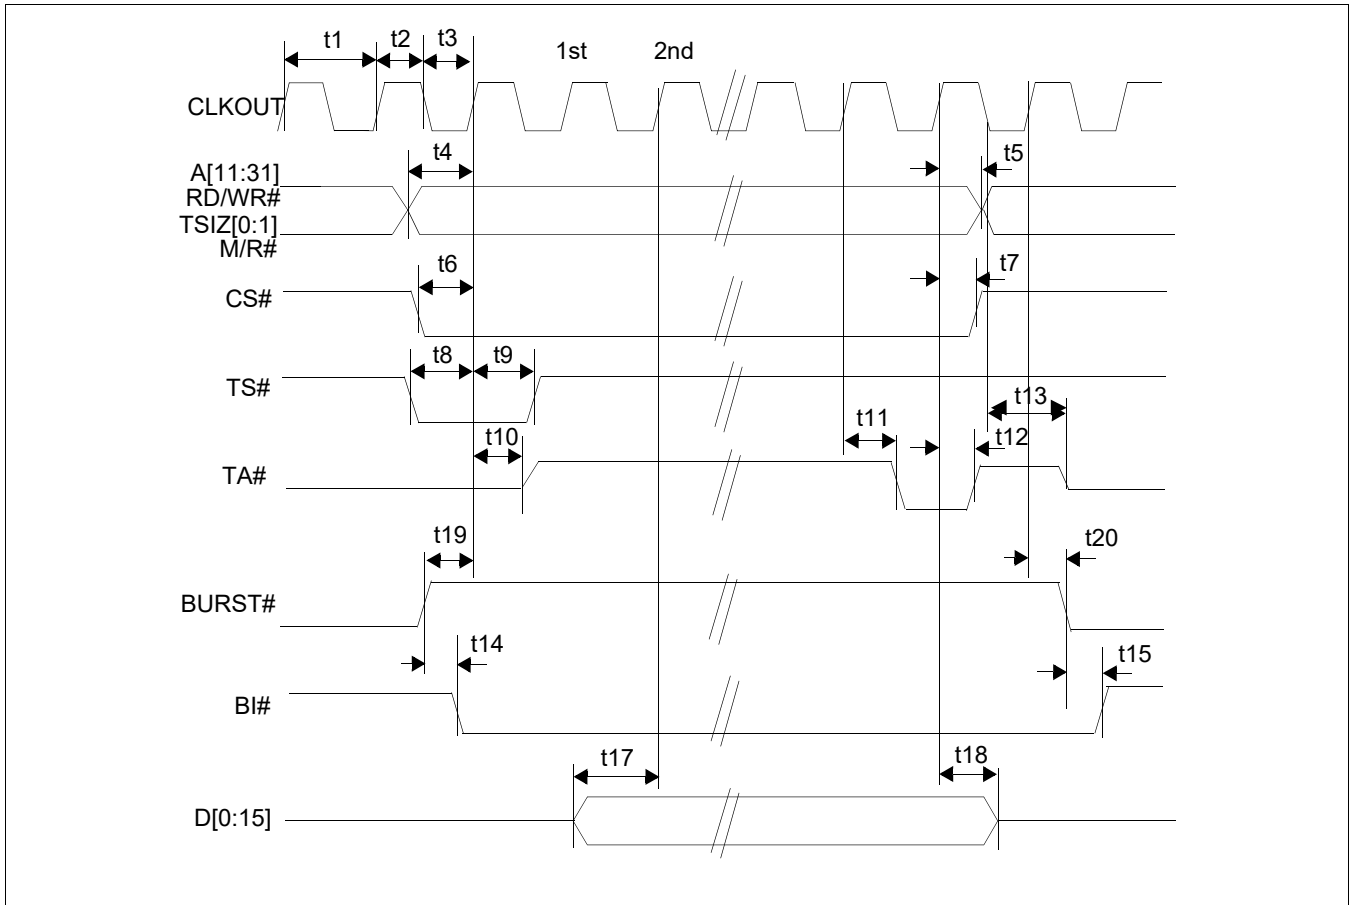 t1 t2 t3
1st 2nd
CLKOUT
t4 t5
A[11:31]
RD/WR#
TSIZ[0:1]
M/R#
t6 t7
CS#
t8 t9
TS#
t13
t11
t10 t12
TA#
t19 t20
BURST#
t14 t15
BI#
t17 t18
D[0:15]